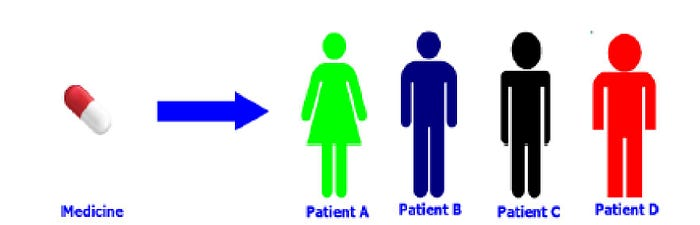 Medicine
Patient A
Patient B
Patient C
Patient D